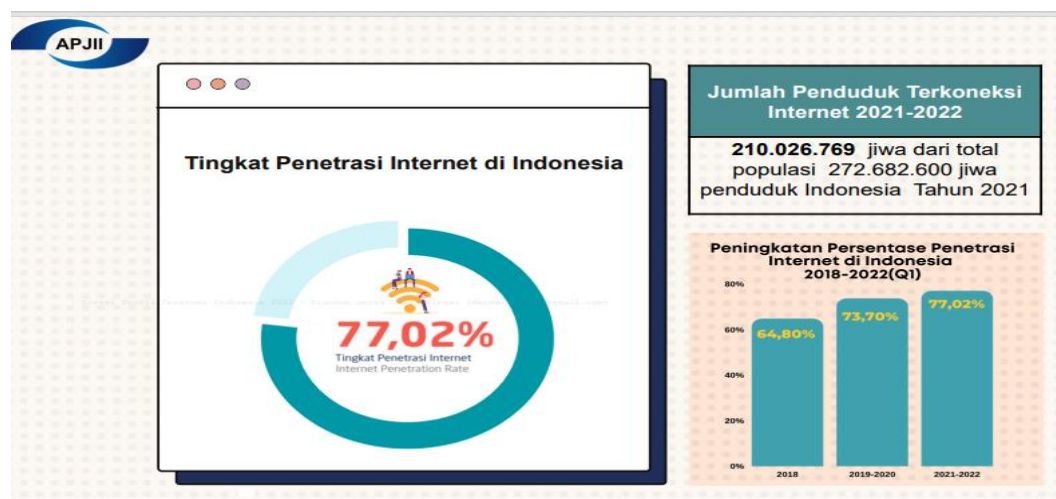 APJII
Tingkat Penetrasi Internet di Indonesia
77,02%
Tingkat Penetrasi Internet
Internet Penetration Rate
Jumlah Penduduk Terkoneksi
Internet 2021-2022
210.026.769 jiwa dari total
populasi 272.682.600 jiwa
penduduk Indonesia Tahun 2021
Peningkatan Persentase Penetrasi
Internet di Indonesia
2018-2022(Q1)
80%
60%
40%
20%
0%
64,80%
73,70%
77,02%
2018
2019-2020
2021-2022